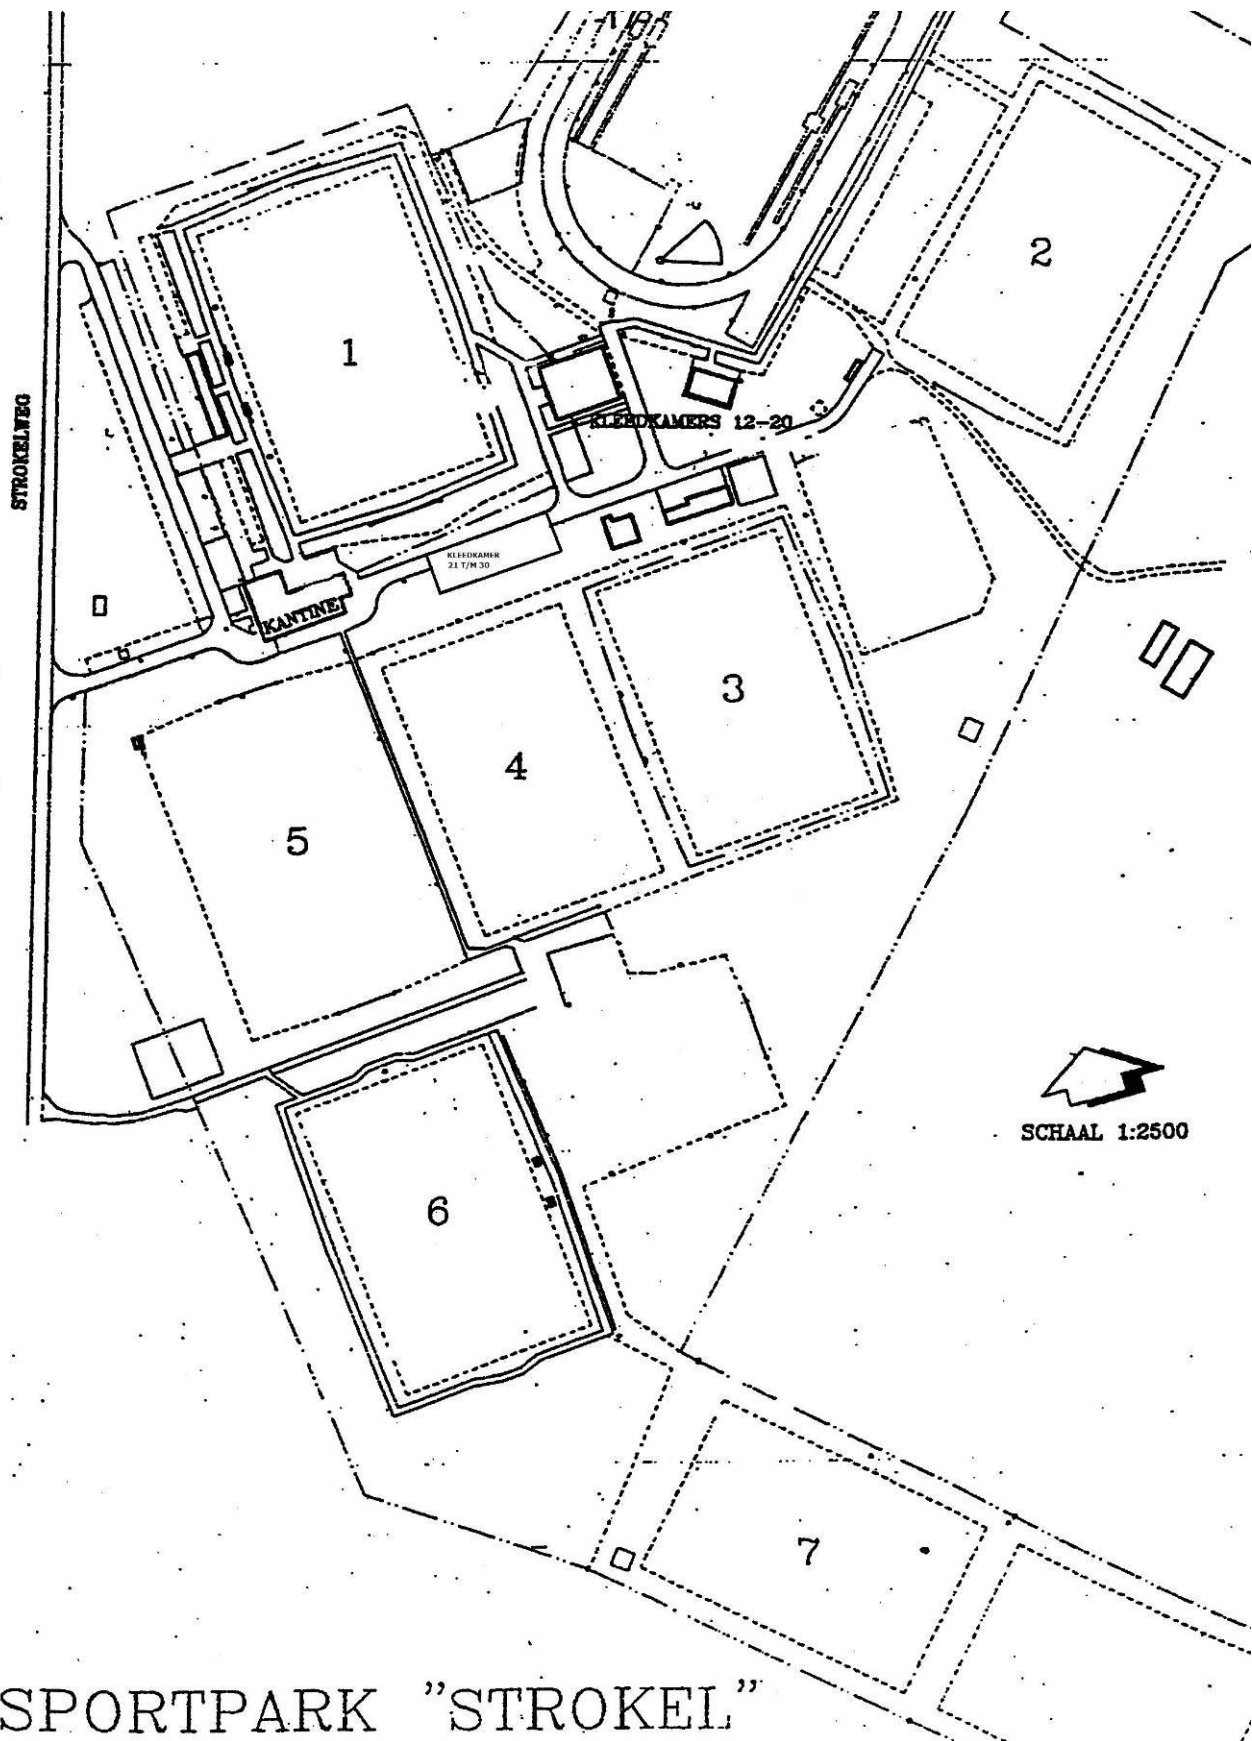 2
1
STROKELWEG
KLEEDKAMERS 12-20
KLEEDKAMER
21 T/M 30
KANTINE
3
4
5
SCHAAL 1:2500
6
7
SPORTPARK "STROKEL"